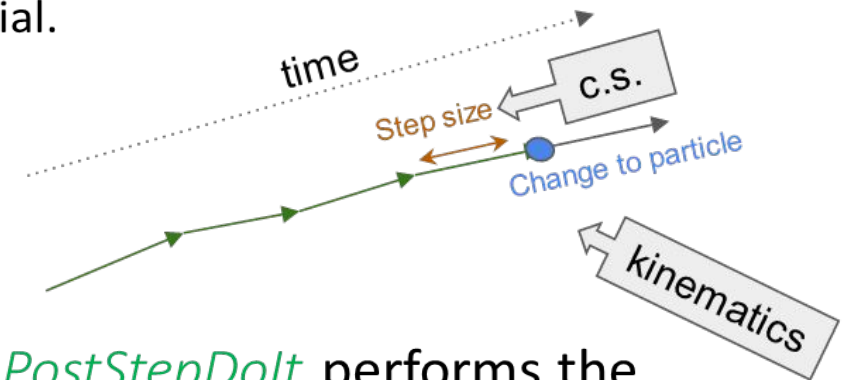 ial.
time
c.s.
Step size
Change to particle
kinematics
PostStepDoIt performs the